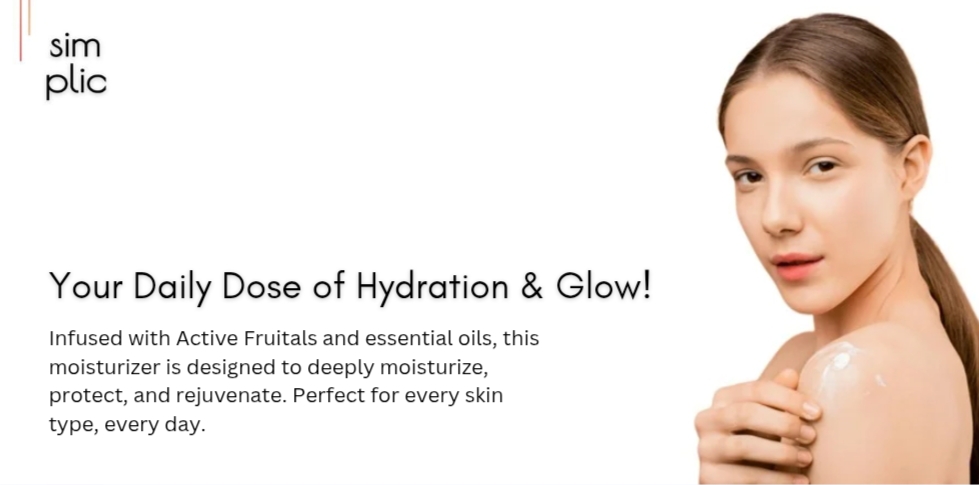 sim
plic
Your Daily Dose of Hydration & Glow!
Infused with Active Fruitals and essential oils, this
moisturizer is designed to deeply moisturize,
protect, and rejuvenate. Perfect for every skin
type, every day.